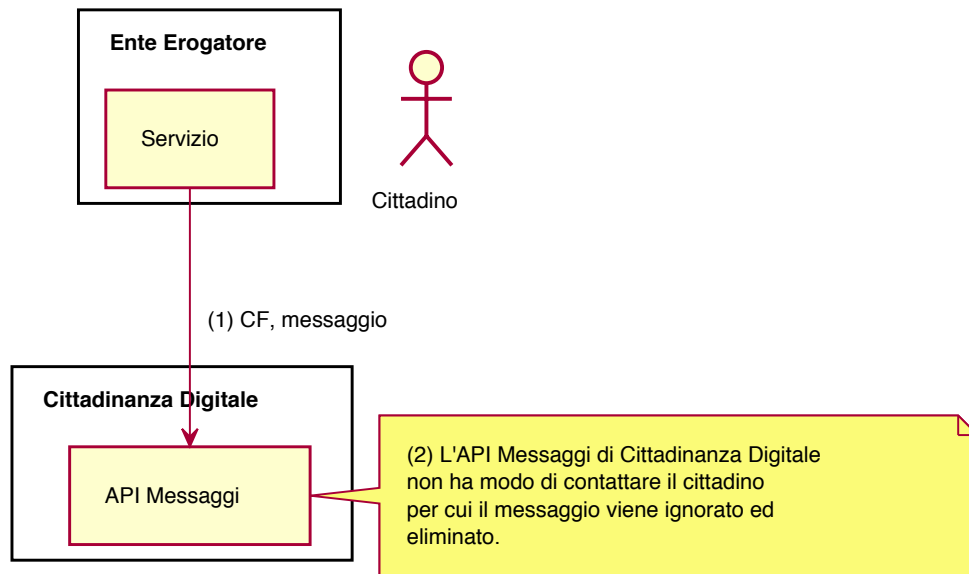 Ente Erogatore
Servizio
Cittadino
(1) CF, messaggio
Cittadinanza Digitale
API Messaggi
(2) L'API Messaggi di Cittadinanza Digitale
non ha modo di contattare il cittadino
per cui il messaggio viene ignorato ed
eliminato.